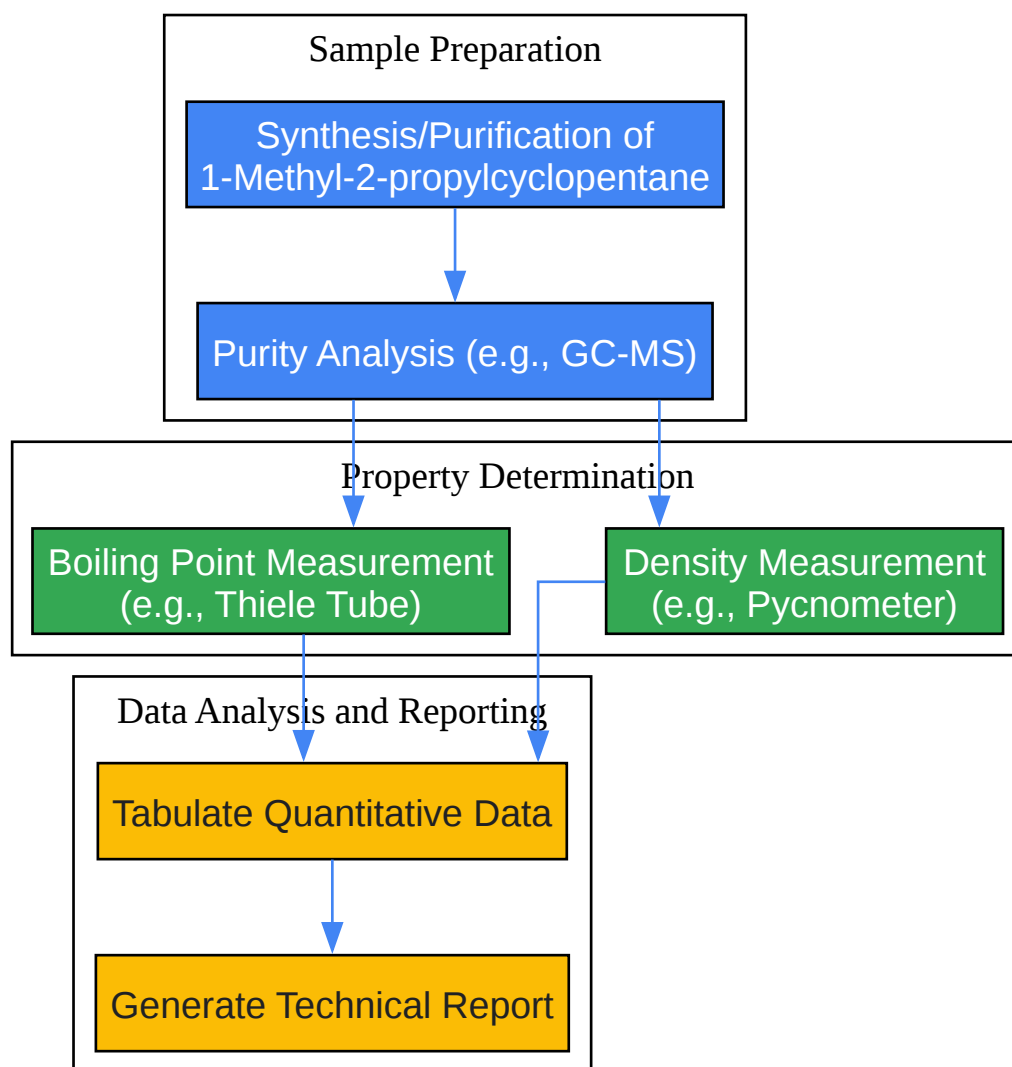 Sample Preparation
Synthesis/Purification of
1-Methyl-2-propylcyclopentane
Purity Analysis (e.g., GC-MS)
Property Determination
Boiling Point Measurement
(e.g., Thiele Tube)
Density Measurement
(e.g., Pycnometer)
Data Analysis and Reporting
Tabulate Quantitative Data
Generate Technical Report